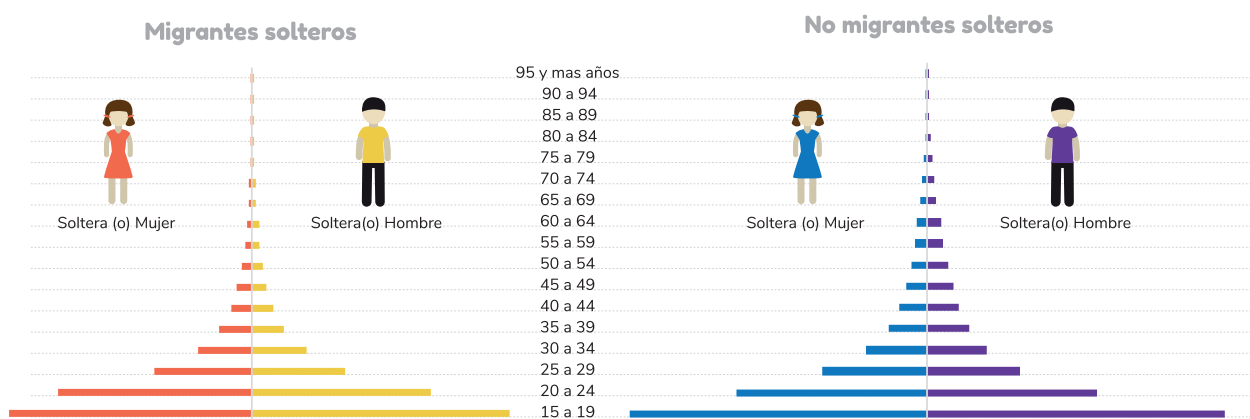 Migrantes solteros
No migrantes solteros
95 y mas años
90 a 94
85 a 89
80 a 84
75 a 79
70 a 74
65 a 69
60 a 64
55 a 59
50 a 54
45 a 49
40 a 44
35 a 39
30 a 34
25 a 29
20 a 24
15 a 19
Soltera (o) Mujer
Soltera(o) Hombre
Soltera (o) Mujer
Soltera(o) Hombre